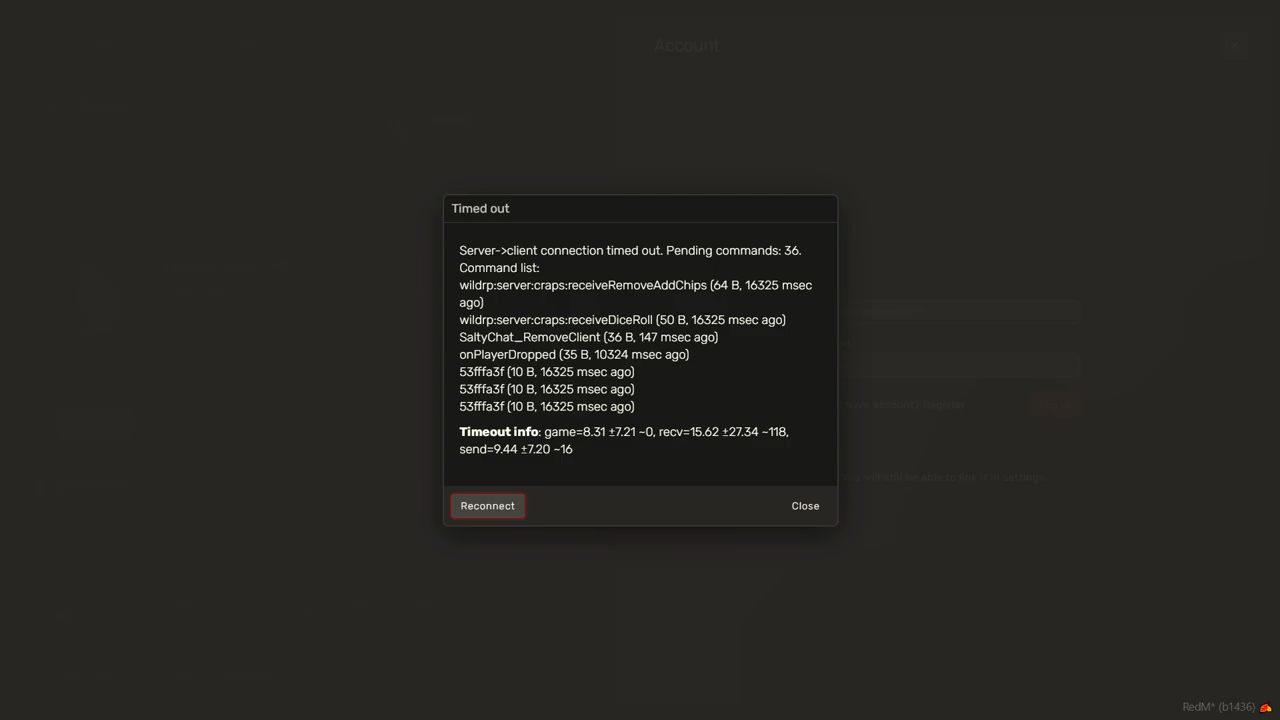 Account
Timed out
Server->client connection timed out. Pending commands: 36.
Command list:
wildrp:server:craps:receiveRemoveAddChips (64 B, 16325 msec
ago)
wildrp:server:craps:receiveDiceRoll (50 B, 16325 msec ago)
SaltyChat_RemoveClient (36 B, 147 msec ago)
onPlayerDropped (35 B, 10324 msec ago)
53fffa3f (10 B, 16325 msec ago)
53fffa3f (10 B, 16325 msec ago)
53fffa3f (10 B, 16325 msec ago)
Timeout info: game=8.31 ±7.21 ~0, recv=15.62 ±27.34 ~118,
send=9.44 ±7.20 ~16
Reconnect
Close
RedM* (b1436)